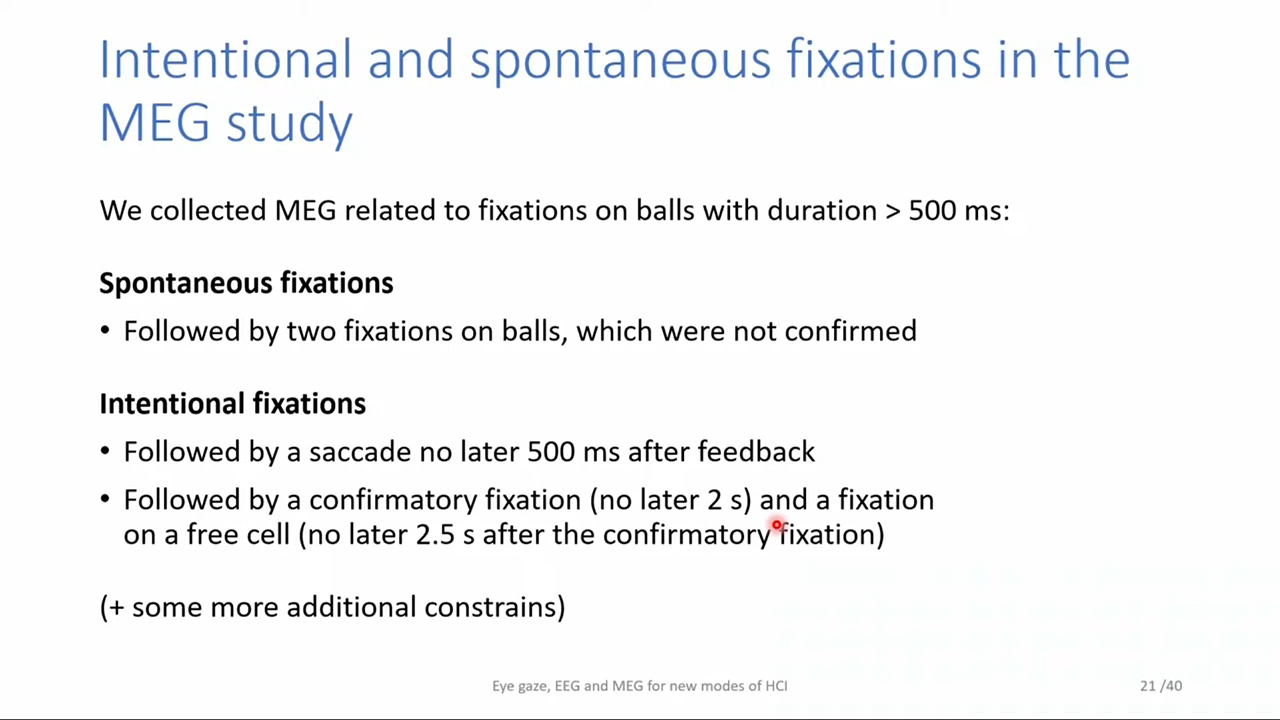 Intentional and spontaneous fixations in the
MEG study
We collected MEG related to fixations on balls with duration > 500 ms:
Spontaneous fixations
• Followed by two fixations on balls, which were not confirmed
Intentional fixations
• Followed by a saccade no later 500 ms after feedback
• Followed by a confirmatory fixation (no later 2 s) and a fixation
on a free cell (no later 2.5 s after the confirmatory fixation)
(+ some more additional constrains)
Eye gaze, EEG and MEG for new modes of HCI
21 /40